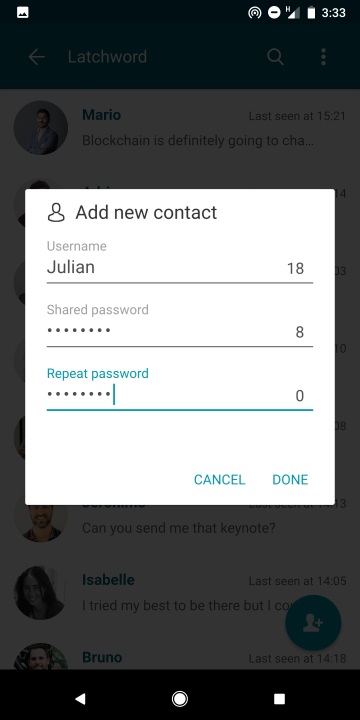 3:33
Latchword
Mario
Last seen at 15:21
Blockchain is definitely going to cha...
14
Add new contact
Username
Julian
18
03
Shared password
••••••••
8
10
Repeat password
••••••••
0
08
CANCEL
DONE
13
Can you send me that keynote?
Isabelle
Last seen at 14:05
I tried my best to be there but I co
Bruno
Last seen at 14:18